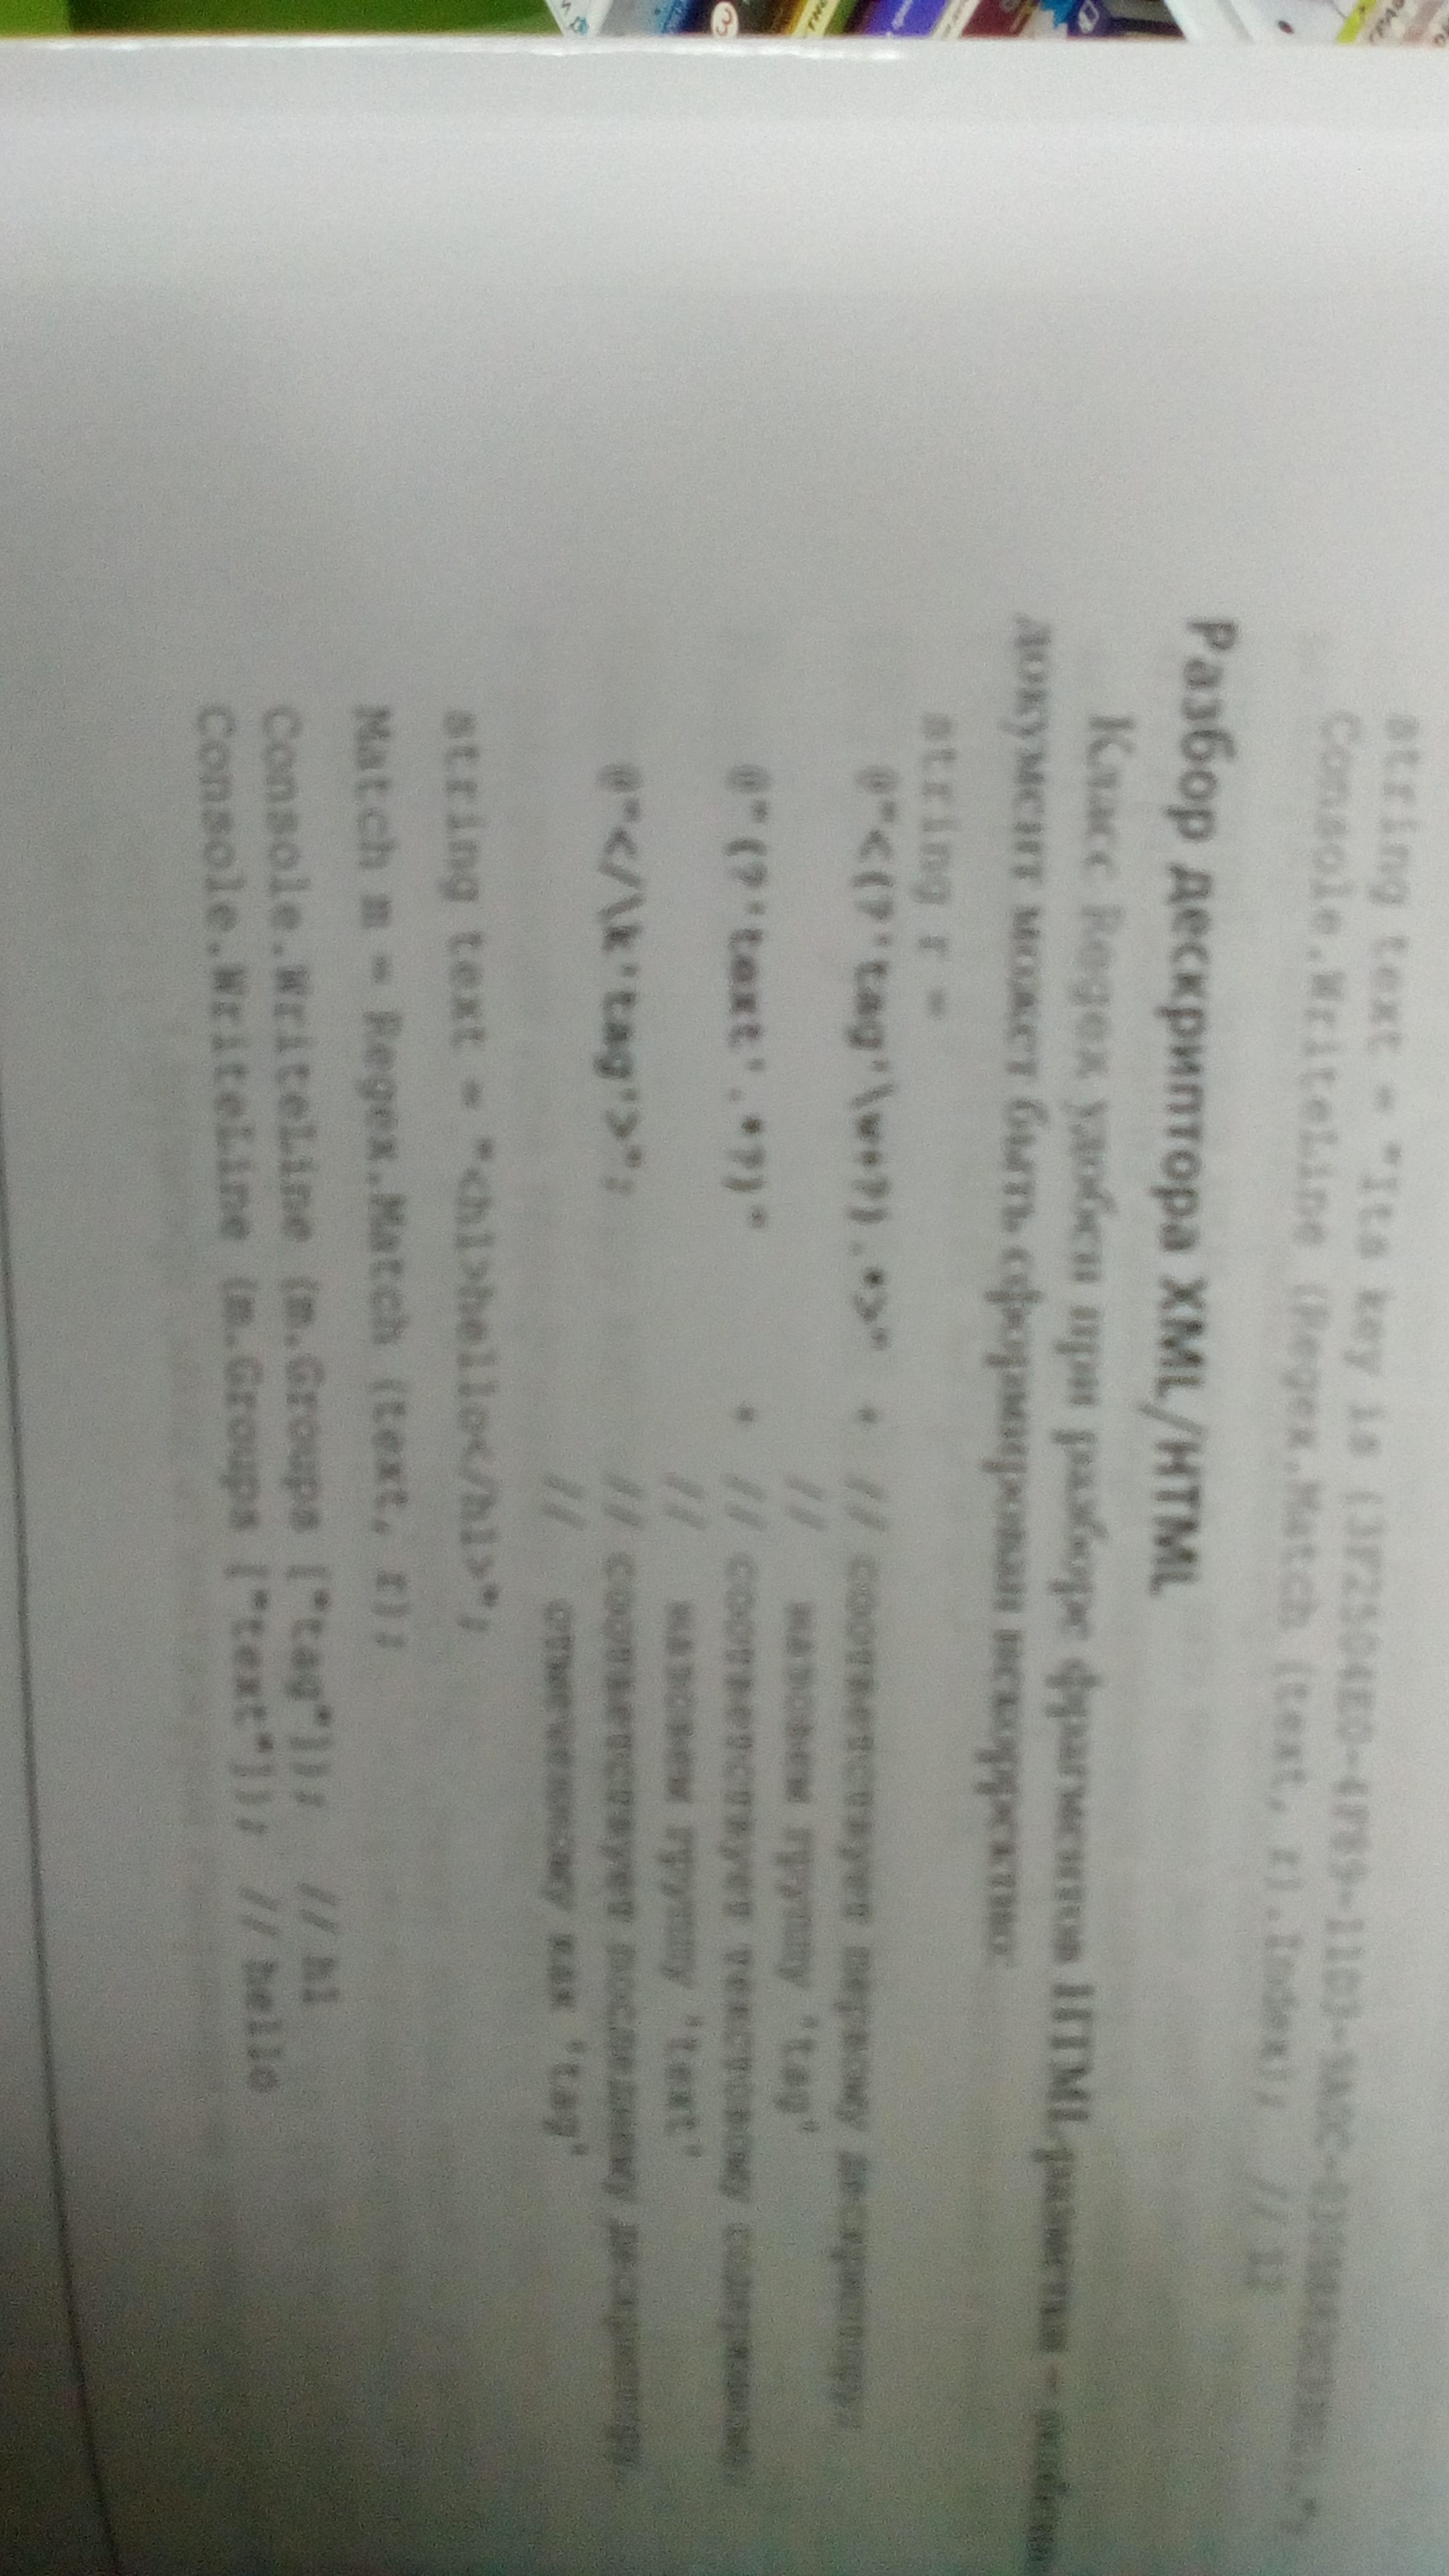 string text = "Its key is (3F2504E0-4F89-11D3-9A0C-
Console.WriteLine (Regex.Match (text, r).Index); // 12
Разбор дескриптора XML/HTML
Класс Regex удобен при разборе фрагментов HTML-разметки –
документ может быть сформирован некорректно:
string r =
@"<(?'tag'\w+?).*>" + // соответствует первому дескриптору;
// назовем группу 'tag'
@"(?'text'.*?)" + // соответствует текстовому содержимому;
// назовем группу 'text'
@"</\k'tag'>"; // соответствует последнему дескриптору,
// отмеченному как 'tag'
string text = "<h1>hello</h1>";
Match m = Regex.Match (text, r);
Console.WriteLine (m.Groups ["tag"]); // h1
Console.WriteLine (m.Groups ["text"]); // hello